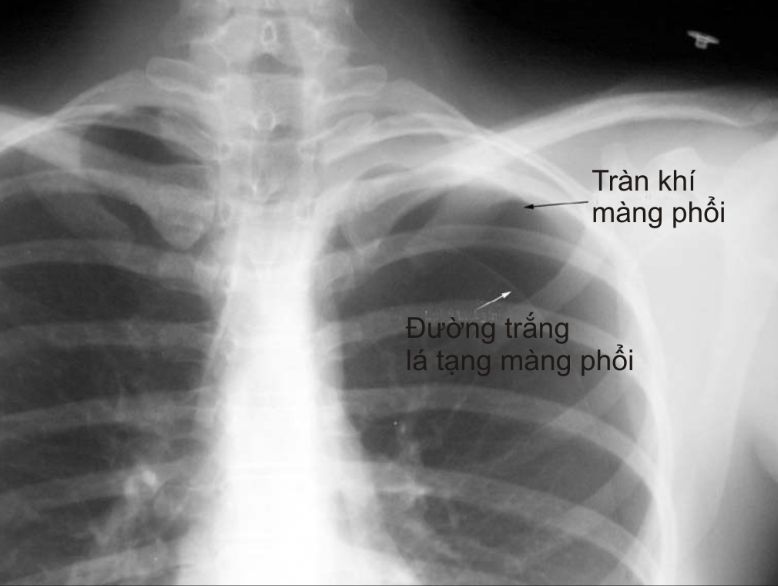 Tràn khí
màng phổi
Đường trắng
lá tạng màng phổi